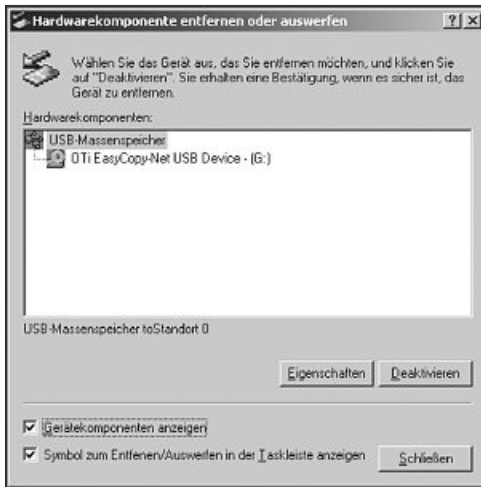 Hardwarekomponente entfernen oder auswerfen
Wählen Sie das Gerät aus, das Sie entfernen möchten, und klicken Sie
auf "Deaktivieren". Sie erhalten eine Bestätigung, wenn es sicher ist, das
Gerät zu entfernen.
Hardwarekomponenten:
USB-Massenspeicher
OTi EasyCopy-Net USB Device - (G:)
USB-Massenspeicher toStandort 0
Eigenschaften Deaktivieren
Gerätekomponenten anzeigen
Symbol zum Entfenen/Auswerfen in der Taskleiste anzeigen
Schließen